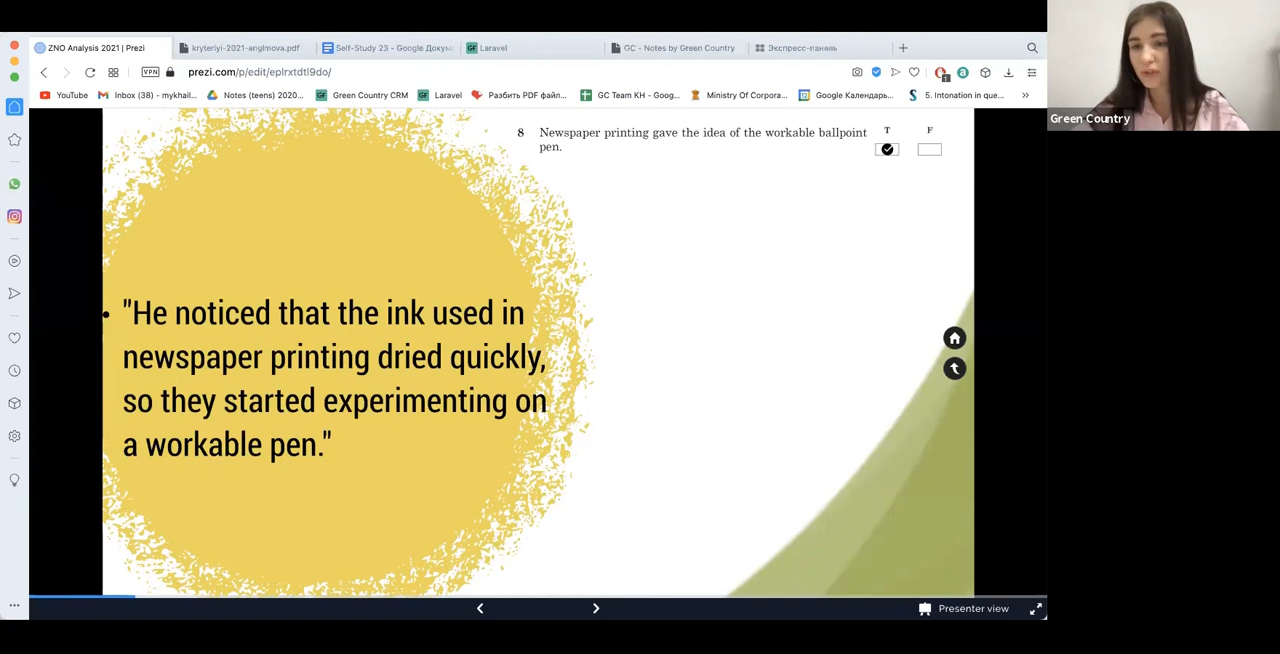 ZNO Analysis 2021 | Prezi
kryteriyi-2021-anglmova.pdf
Self-Study 23 - Google Докум
GF Laravel
GC - Notes by Green Country
Экспресс-панель
VPN
prezi.com/p/edit/eplrxtdtl9do/
1
YouTube
Inbox (38) - mykhail...
Notes (teens) 2020...
GF Green Country CRM
GF Laravel
Разбить PDF файл...
GC Team KH - Goog...
Ministry Of Corpora...
Google Календарь...
5. Intonation in que...
Green Country
8 Newspaper printing gave the idea of the workable ballpoint
pen.
T F
• "He noticed that the ink used in
newspaper printing dried quickly,
so they started experimenting on
a workable pen."
Presenter view